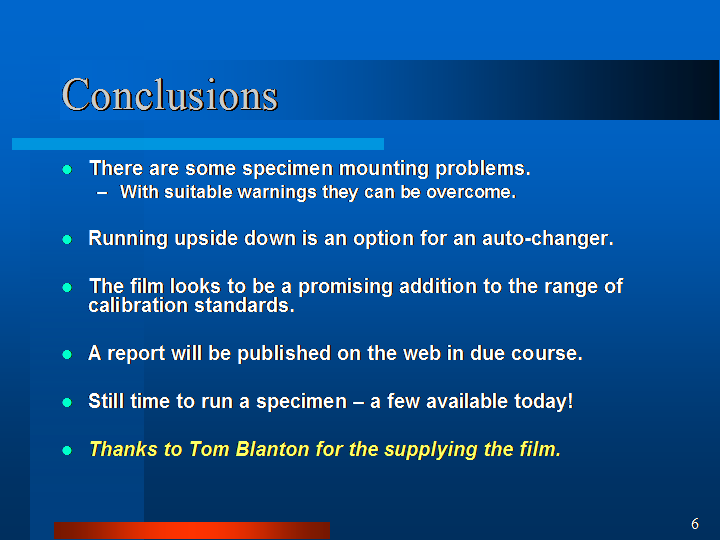 Conclusions
There are some specimen mounting problems.
– With suitable warnings they can be overcome.
Running upside down is an option for an auto-changer.
The film looks to be a promising addition to the range of
calibration standards.
A report will be published on the web in due course.
Still time to run a specimen – a few available today!
Thanks to Tom Blanton for the supplying the film.
6